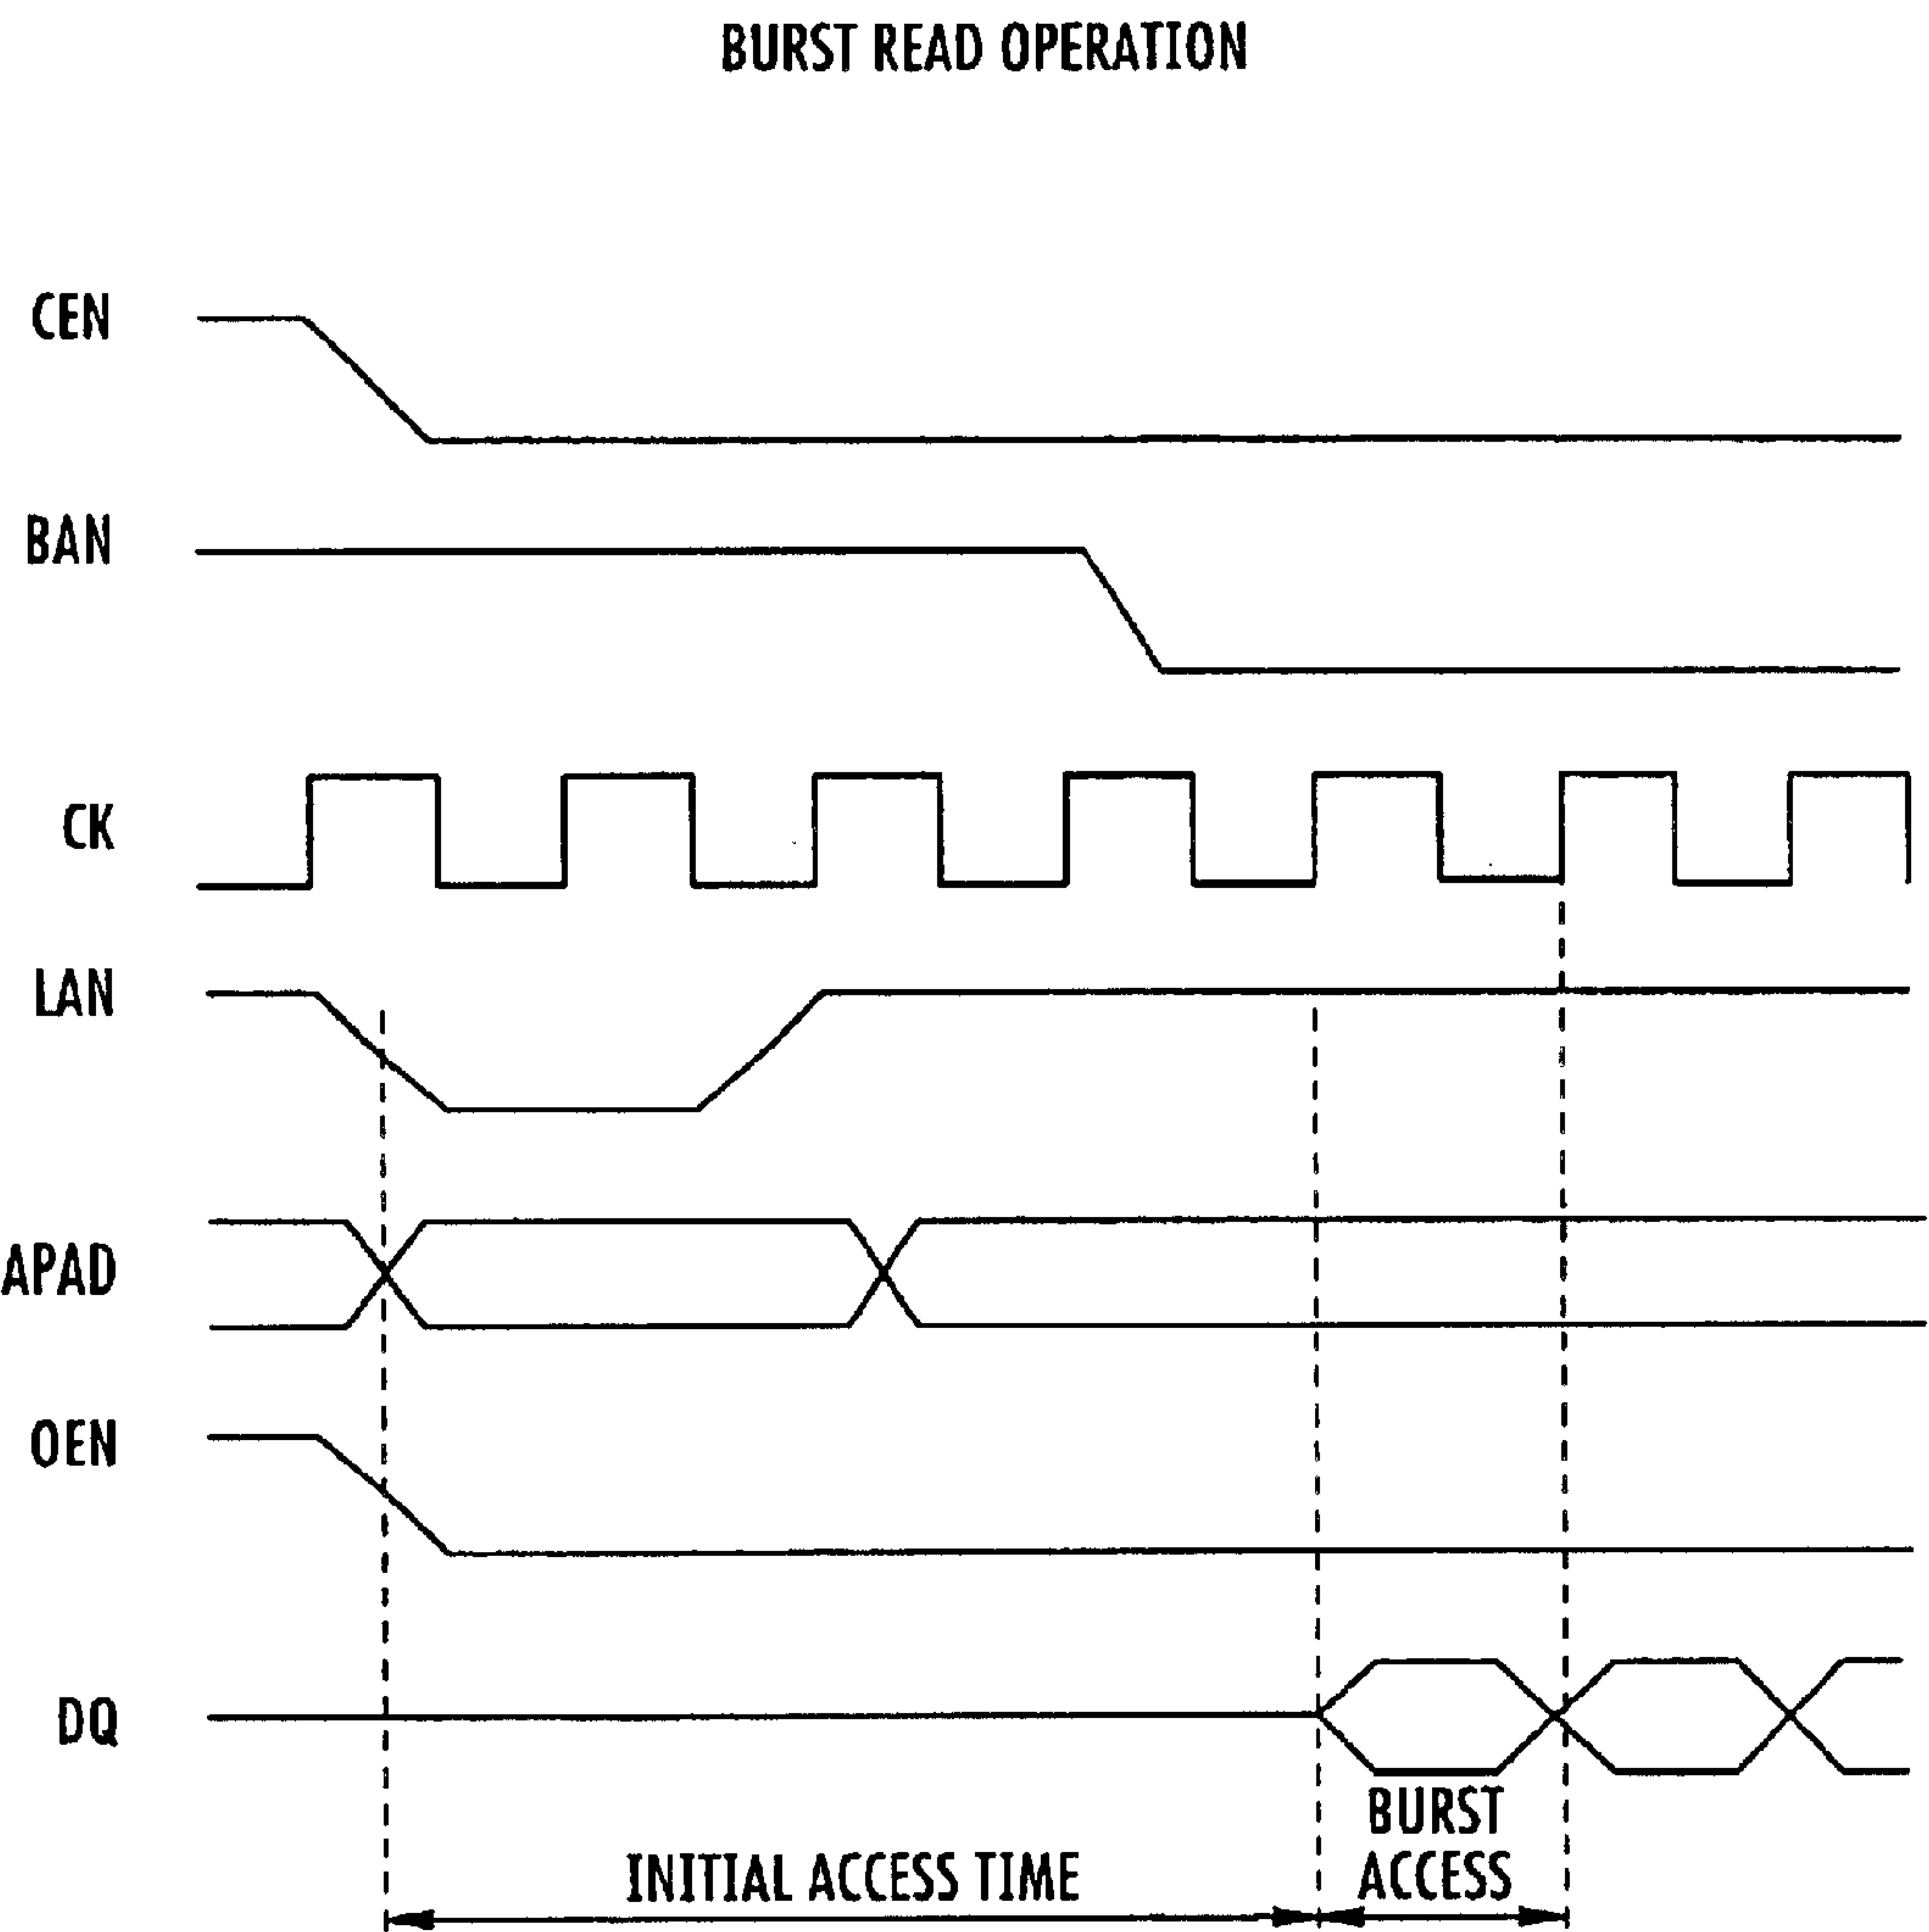 BURST READ OPERATION
CEN
BAN
CK
LAN
APAD
OEN
DQ
BURST
ACCESS
INITIAL ACCESS TIME